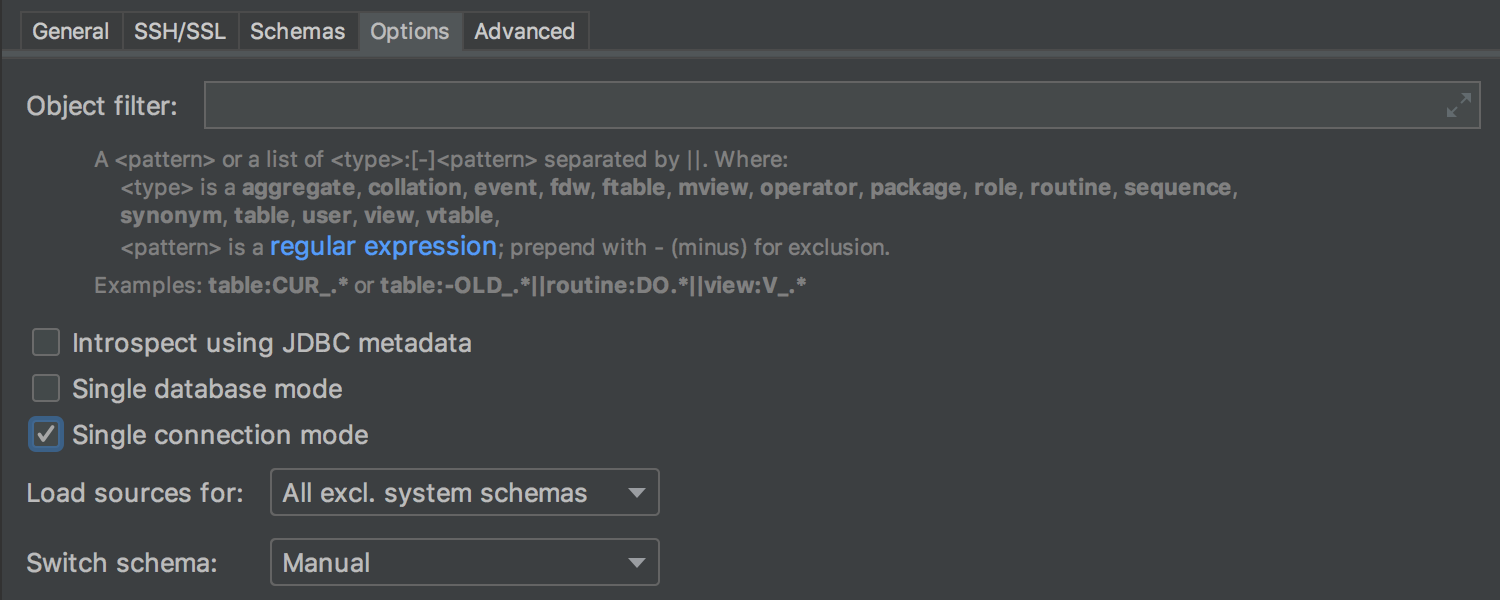 General SSH/SSL Schemas Options Advanced
Object filter:
A <pattern> or a list of <type>:[-]<pattern> separated by ||. Where:
<type> is a aggregate, collation, event, fdw, ftable, mview, operator, package, role, routine, sequence,
synonym, table, user, view, vtable,
<pattern> is a regular expression; prepend with - (minus) for exclusion.
Examples: table:CUR_.* or table:-OLD_.*||routine:DO.*||view:V_.*
Introspect using JDBC metadata
Single database mode
Single connection mode
Load sources for: All excl. system schemas
Switch schema: Manual